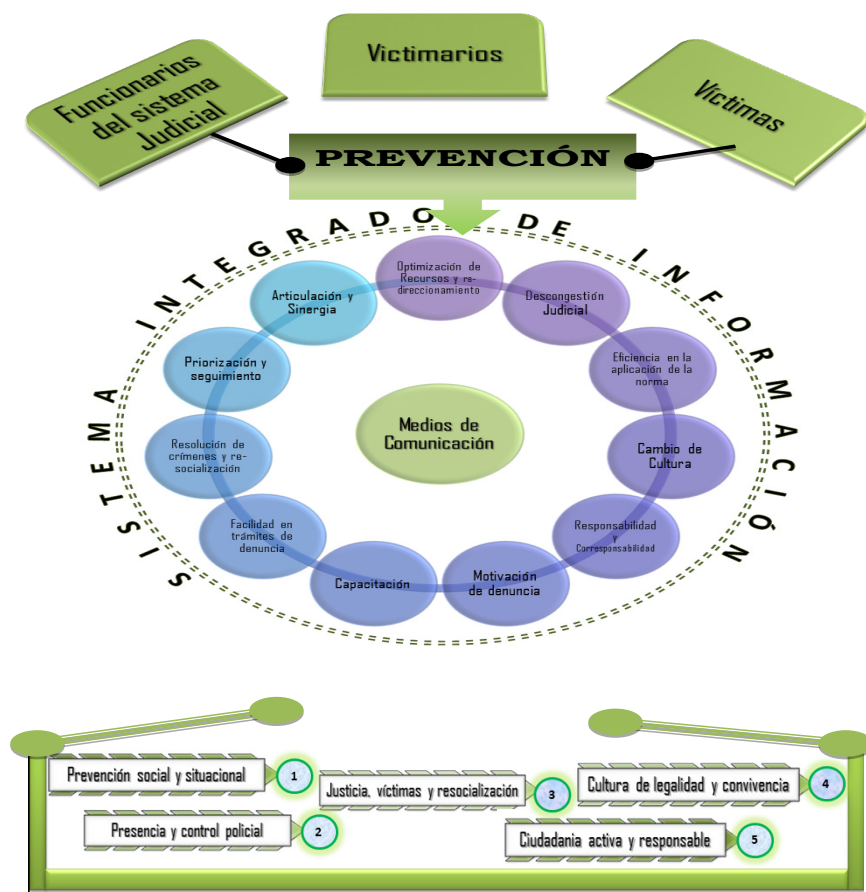 Funcionarios
del sistema
Judicial
Victimarios
Víctimas
PREVENCIÓN
SISTEMA INTEGRADO DE INFORMACIÓN
Optimización de
Recursos y re-
direccionamiento
Descongestión
Judicial
Eficiencia en la
aplicación de la
norma
Cambio de
Cultura
Responsabilidad
y
Corresponsabilidad
Motivación
de denuncia
Capacitación
Facilidad en
trámites de
denuncia
Resolución de
crímenes y re-
socialización
Priorización y
seguimiento
Articulación y
Sinergia
Medios de
Comunicación
Prevención social y situacional 1
Presencia y control policial 2
Justicia, víctimas y resocialización 3
Cultura de legalidad y convivencia 4
Ciudadania activa y responsable 5